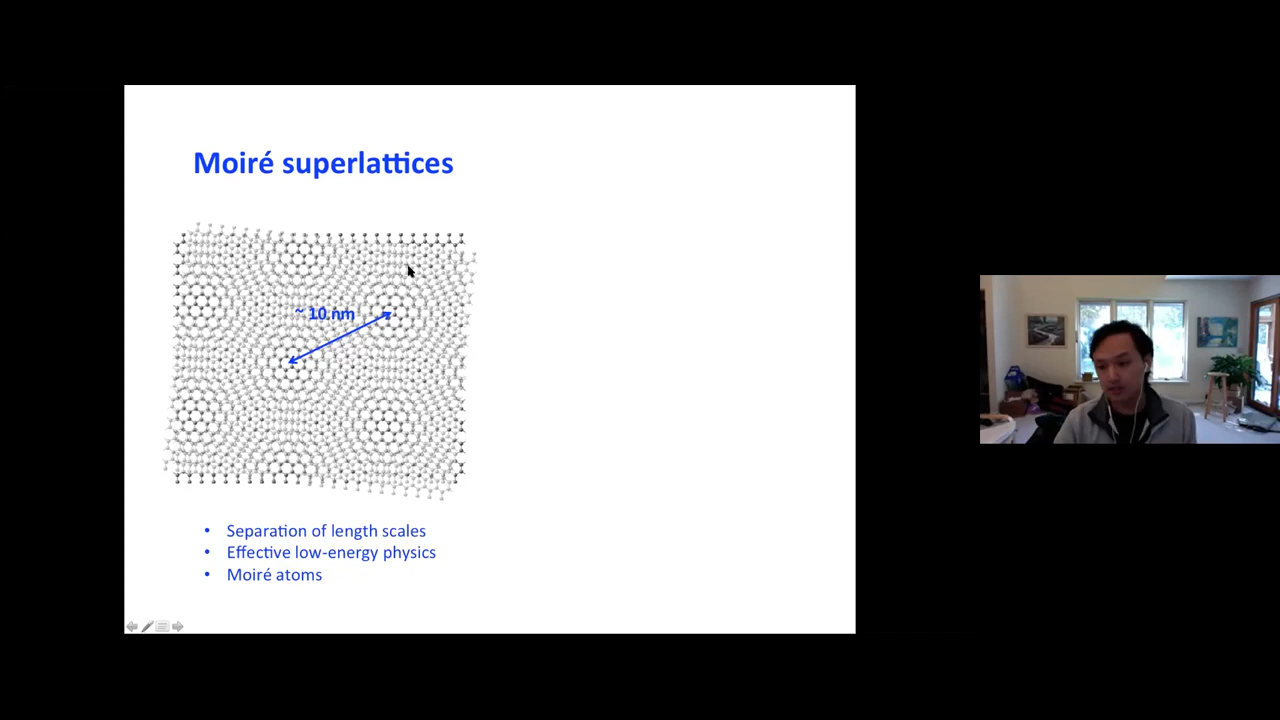 Moiré superlattices
~ 10 nm
• Separation of length scales
• Effective low-energy physics
• Moiré atoms